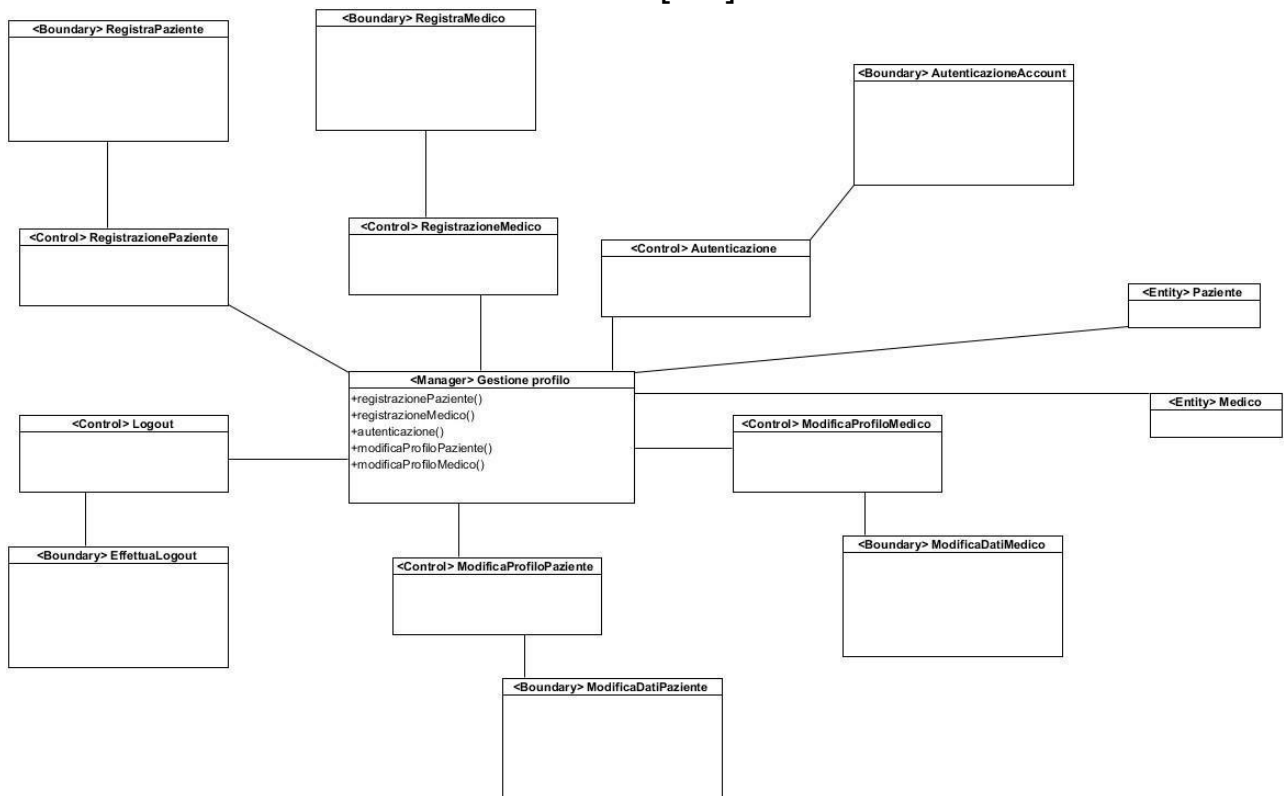 <Boundary> RegistraPaziente
<Boundary> RegistraMedico
<Boundary> AutenticazioneAccount
<Control> RegistrazionePaziente
<Control> RegistrazioneMedico
<Control> Autenticazione
<Entity> Paziente
<Manager> Gestione profilo
+registrazionePaziente()
+registrazioneMedico()
+autenticazione()
+modificaProfiloPaziente()
+modificaProfiloMedico()
<Entity> Medico
<Control> Logout
<Control> ModificaProfiloMedico
<Boundary> EffettuaLogout
<Boundary> ModificaDatiMedico
<Control> ModificaProfiloPaziente
<Boundary> ModificaDatiPaziente